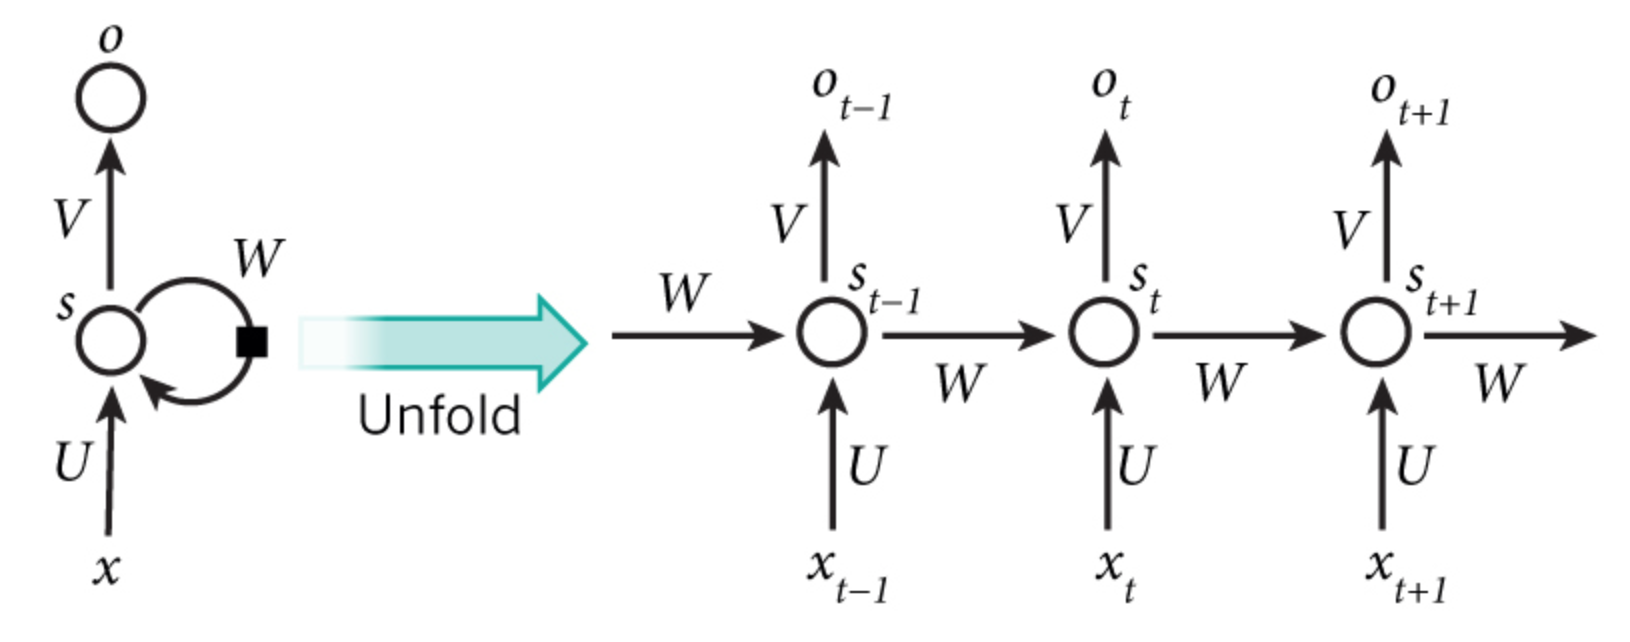 o
V
W
s
U
x
Unfold
o t−1 o t o t+1
V V V
W s t−1 s t s t+1
W W W
U U U
x t−1 x t x t+1